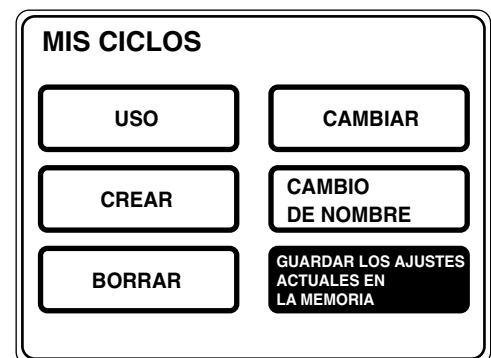 MIS CICLOS
USO
CAMBIAR
CREAR
CAMBIO
DE NOMBRE
BORRAR
GUARDAR LOS AJUSTES
ACTUALES EN
LA MEMORIA